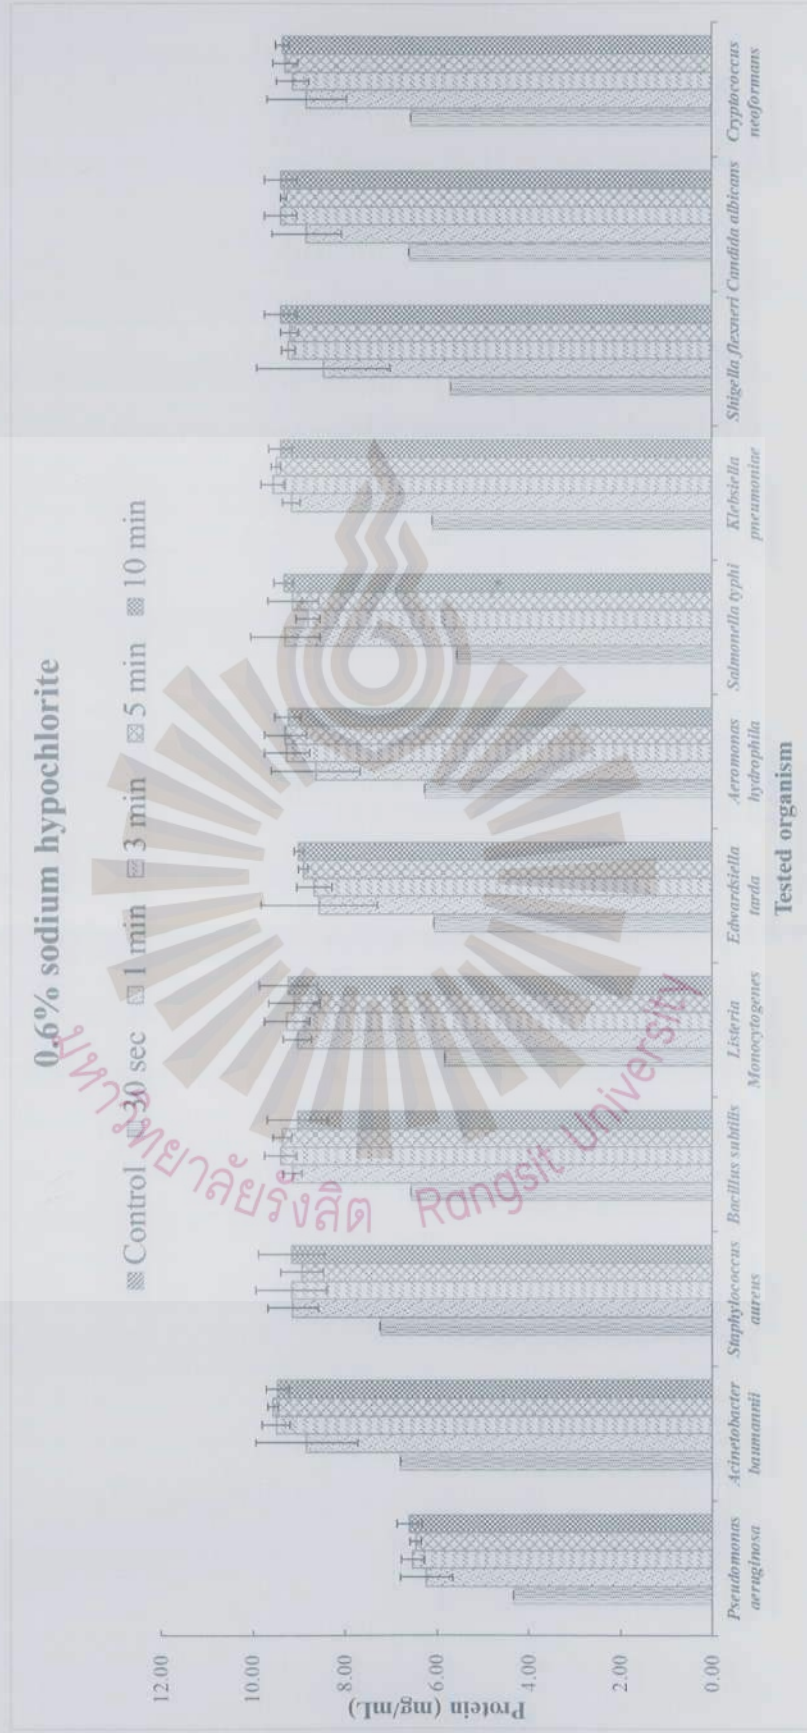 0.6% sodium hypochlorite
Control 30 sec 1 min 3 min 5 min 10 min
Protein (mg/mL)
12.00
10.00
8.00
6.00
4.00
2.00
0.00
Pseudomonas
aeruginosa
Acinetobacter
baumannii
Staphylococcus
aureus
Bacillus subtilis
Listeria
Monocytogenes
Edwardsiella
tarda
Aeromonas
hydrophila
Salmonella typhi
Klebsiella
pneumoniae
Shigella flexneri
Candida albicans
Cryptococcus
neoformans
Tested organism
มหาวิทยาลัยรังสิต Rangsit University